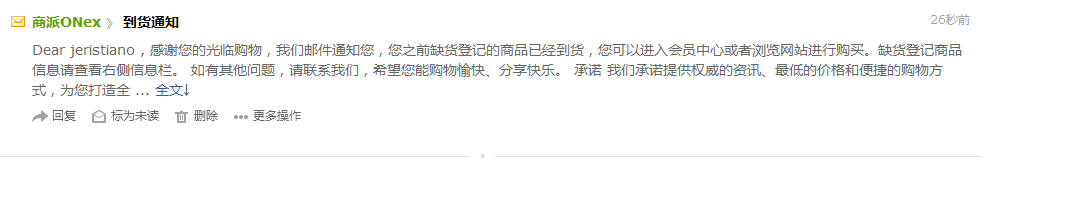 商派ONex 》 到货通知 26秒前
Dear jeristiano，感谢您的光临购物，我们邮件通知您，您之前缺货登记的商品已经到货，您可以进入会员中心或者浏览网站进行购买。缺货登记商品
信息请查看右侧信息栏。 如有其他问题，请联系我们，希望您能购物愉快、分享快乐。 承诺 我们承诺提供权威的资讯、最低的价格和便捷的购物方
式，为您打造全 ... 全文↓
回复 标为未读 删除 更多操作